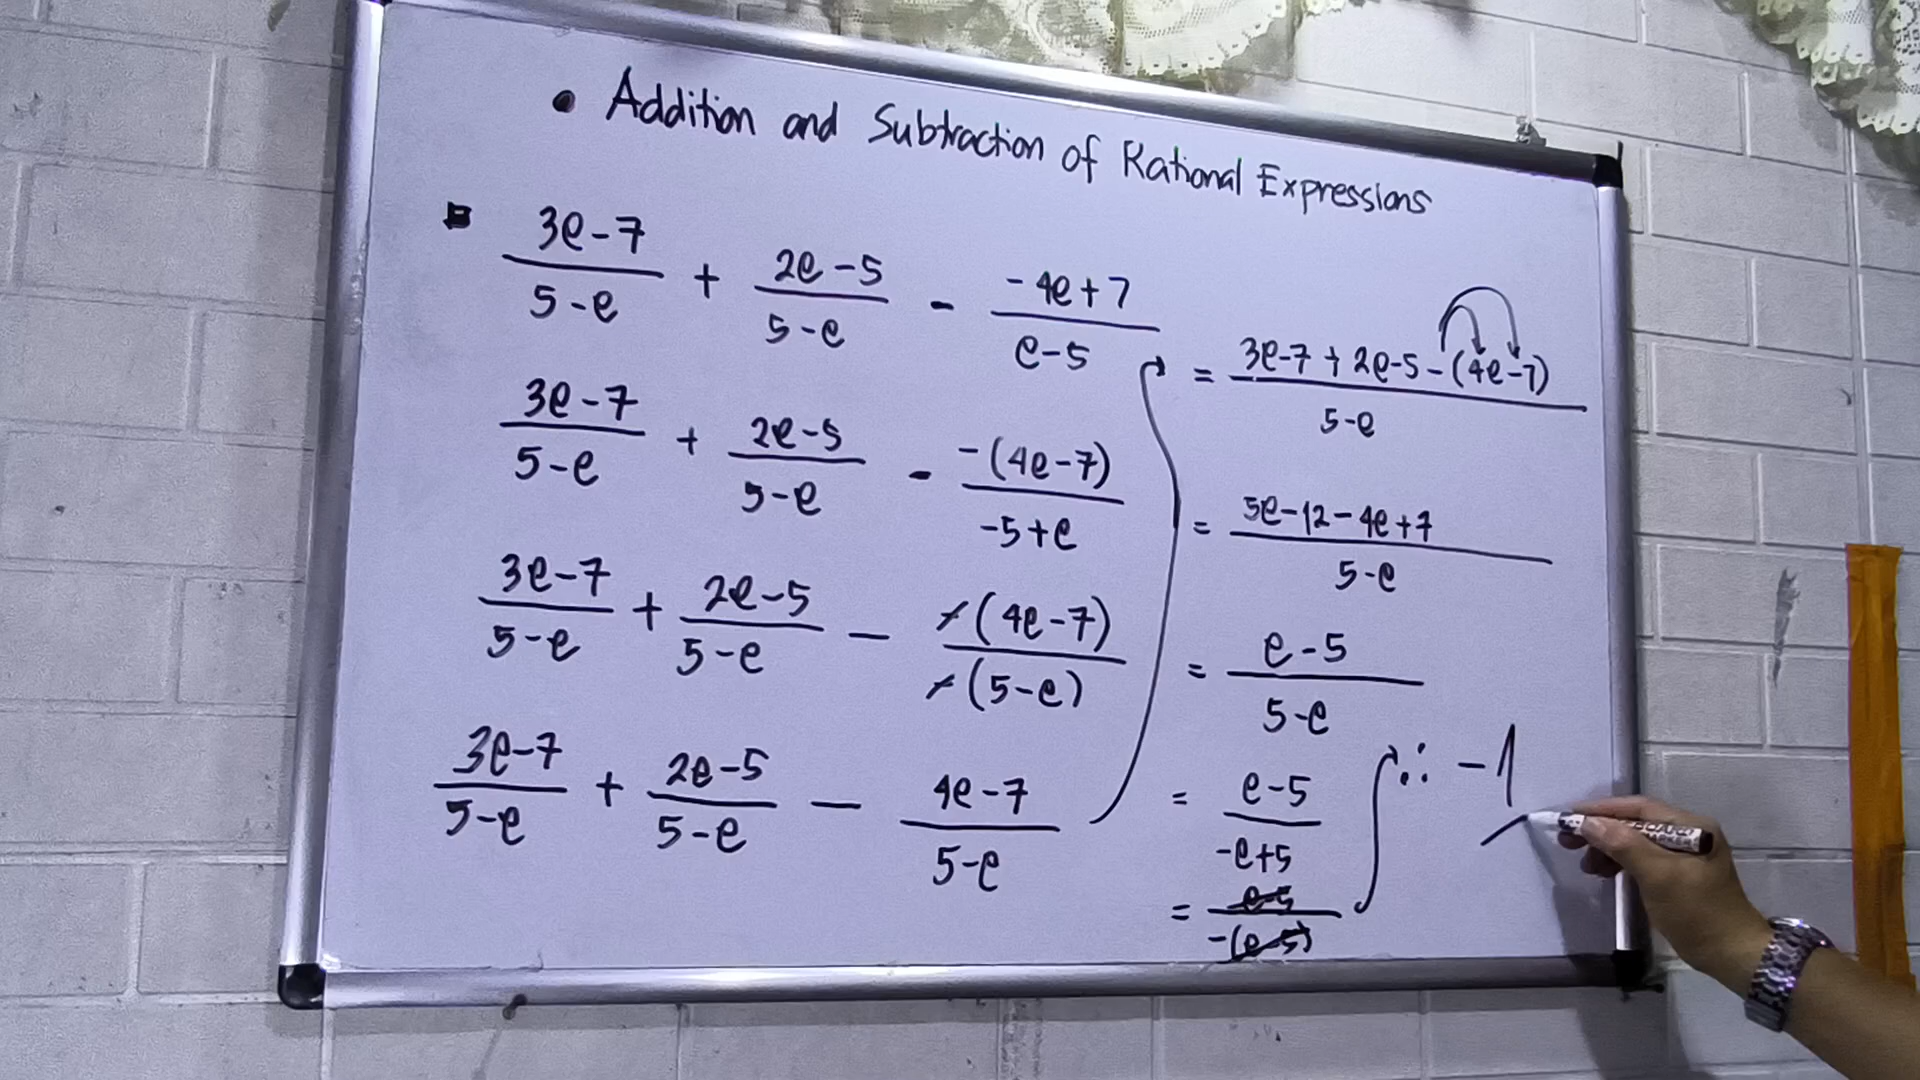 • Addition and Subtraction of Rational Expressions
3e-7 + 2e-5 - -4e+7
5-e 5-e e-5
3e-7 + 2e-5 - -(4e-7)
5-e 5-e -5+e
3e-7 + 2e-5 - -(4e-7)
5-e 5-e -(5-e)
3e-7 + 2e-5 - 4e-7
5-e 5-e 5-e
= 3e-7 + 2e-5 - (4e-7)
5-e
= 5e-12-4e+7
5-e
= e-5
5-e
= e-5
-e+5
= e-5
-(e-5)
∴ -1